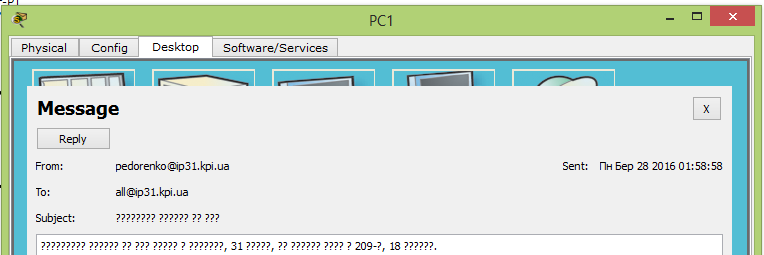 PC1
Physical Config Desktop Software/Services
Message
X
Reply
From: pedorenko@ip31.kpi.ua Sent: Пн Бер 28 2016 01:58:58
To: all@ip31.kpi.ua
Subject: ???????? ?????? ?? ???
????????? ?????? ?? ??? ????? ? ???????, 31 ?????, ?? ?????? ???? ? 209-?, 18 ??????.